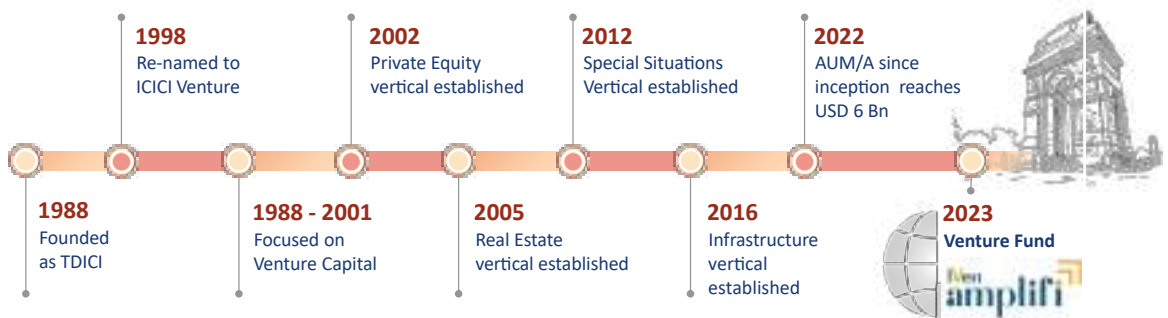 1998
Re-named to
ICICI Venture
2002
Private Equity
vertical established
2012
Special Situations
Vertical established
2022
AUM/A since
inception reaches
USD 6 Bn
1988
Founded
as TDICI
1988 - 2001
Focused on
Venture Capital
2005
Real Estate
vertical established
2016
Infrastructure
vertical
established
2023
Venture Fund
iVen
amplifi